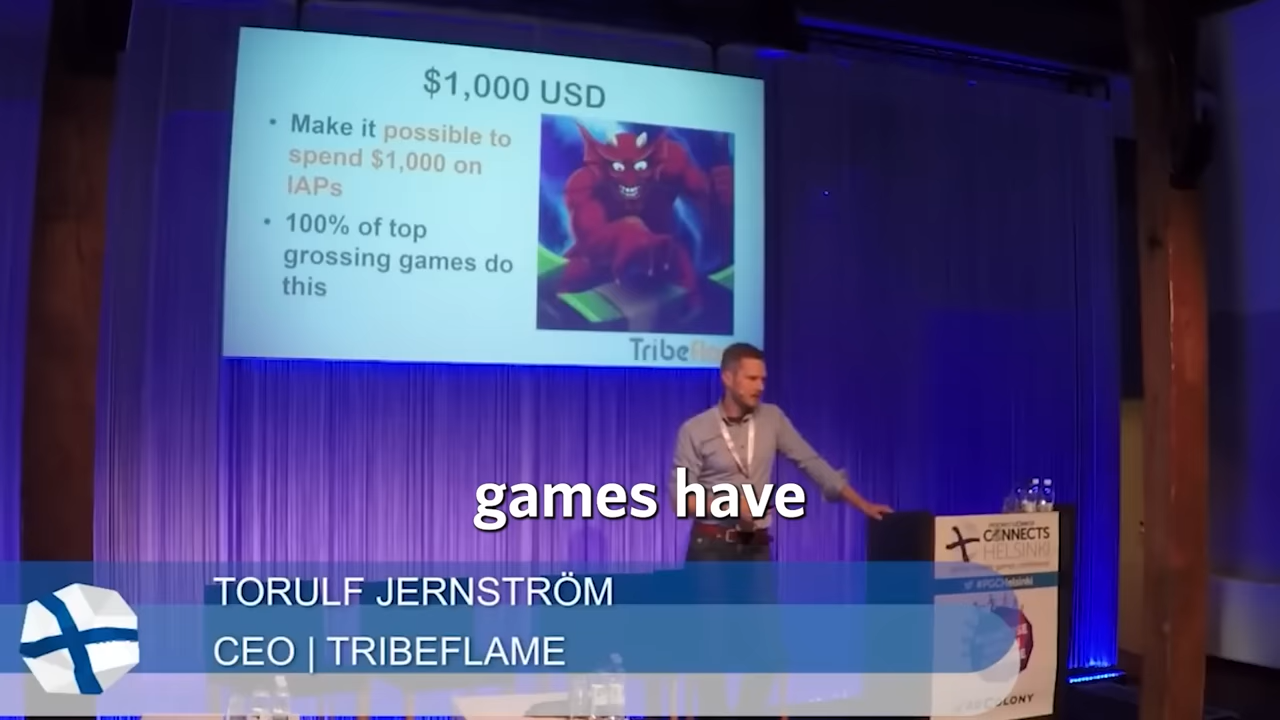 $1,000 USD
• Make it possible to
spend $1,000 on
IAPs
• 100% of top
grossing games do
this
Tribe
games have
CONNECTS
HELSINKI
#PGCHelsinki
TORULF JERNSTRÖM
CEO | TRIBEFLAME